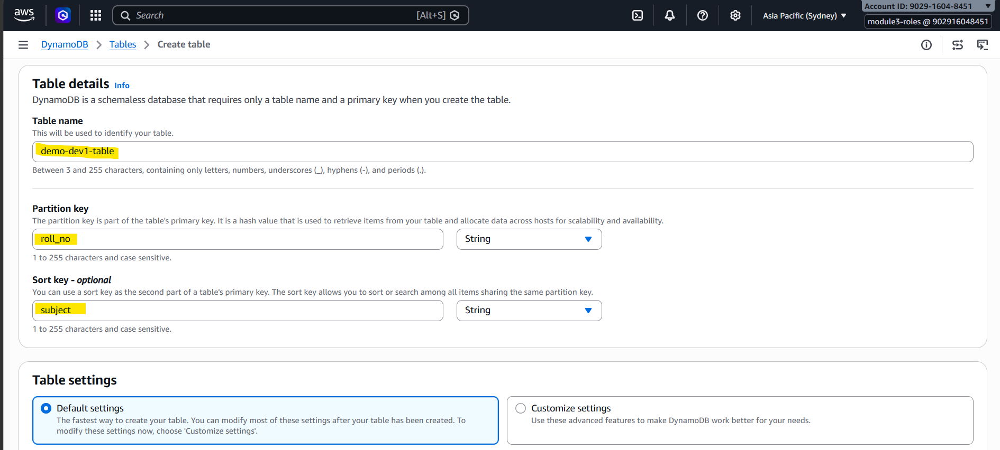 aws
Search
[Alt+S]
Asia Pacific (Sydney)
Account ID: 9029-1604-8451
module3-roles @ 902916048451
DynamoDB
Tables
Create table
Table details Info
DynamoDB is a schemaless database that requires only a table name and a primary key when you create the table.
Table name
This will be used to identify your table.
demo-dev1-table
Between 3 and 255 characters, containing only letters, numbers, underscores (_), hyphens (-), and periods (.).
Partition key
The partition key is part of the table's primary key. It is a hash value that is used to retrieve items from your table and allocate data across hosts for scalability and availability.
roll_no
String
1 to 255 characters and case sensitive.
Sort key - optional
You can use a sort key as the second part of a table's primary key. The sort key allows you to sort or search among all items sharing the same partition key.
subject
String
1 to 255 characters and case sensitive.
Table settings
Default settings
The fastest way to create your table. You can modify most of these settings after your table has been created. To
modify these settings now, choose 'Customize settings'.
Customize settings
Use these advanced features to make DynamoDB work better for your needs.